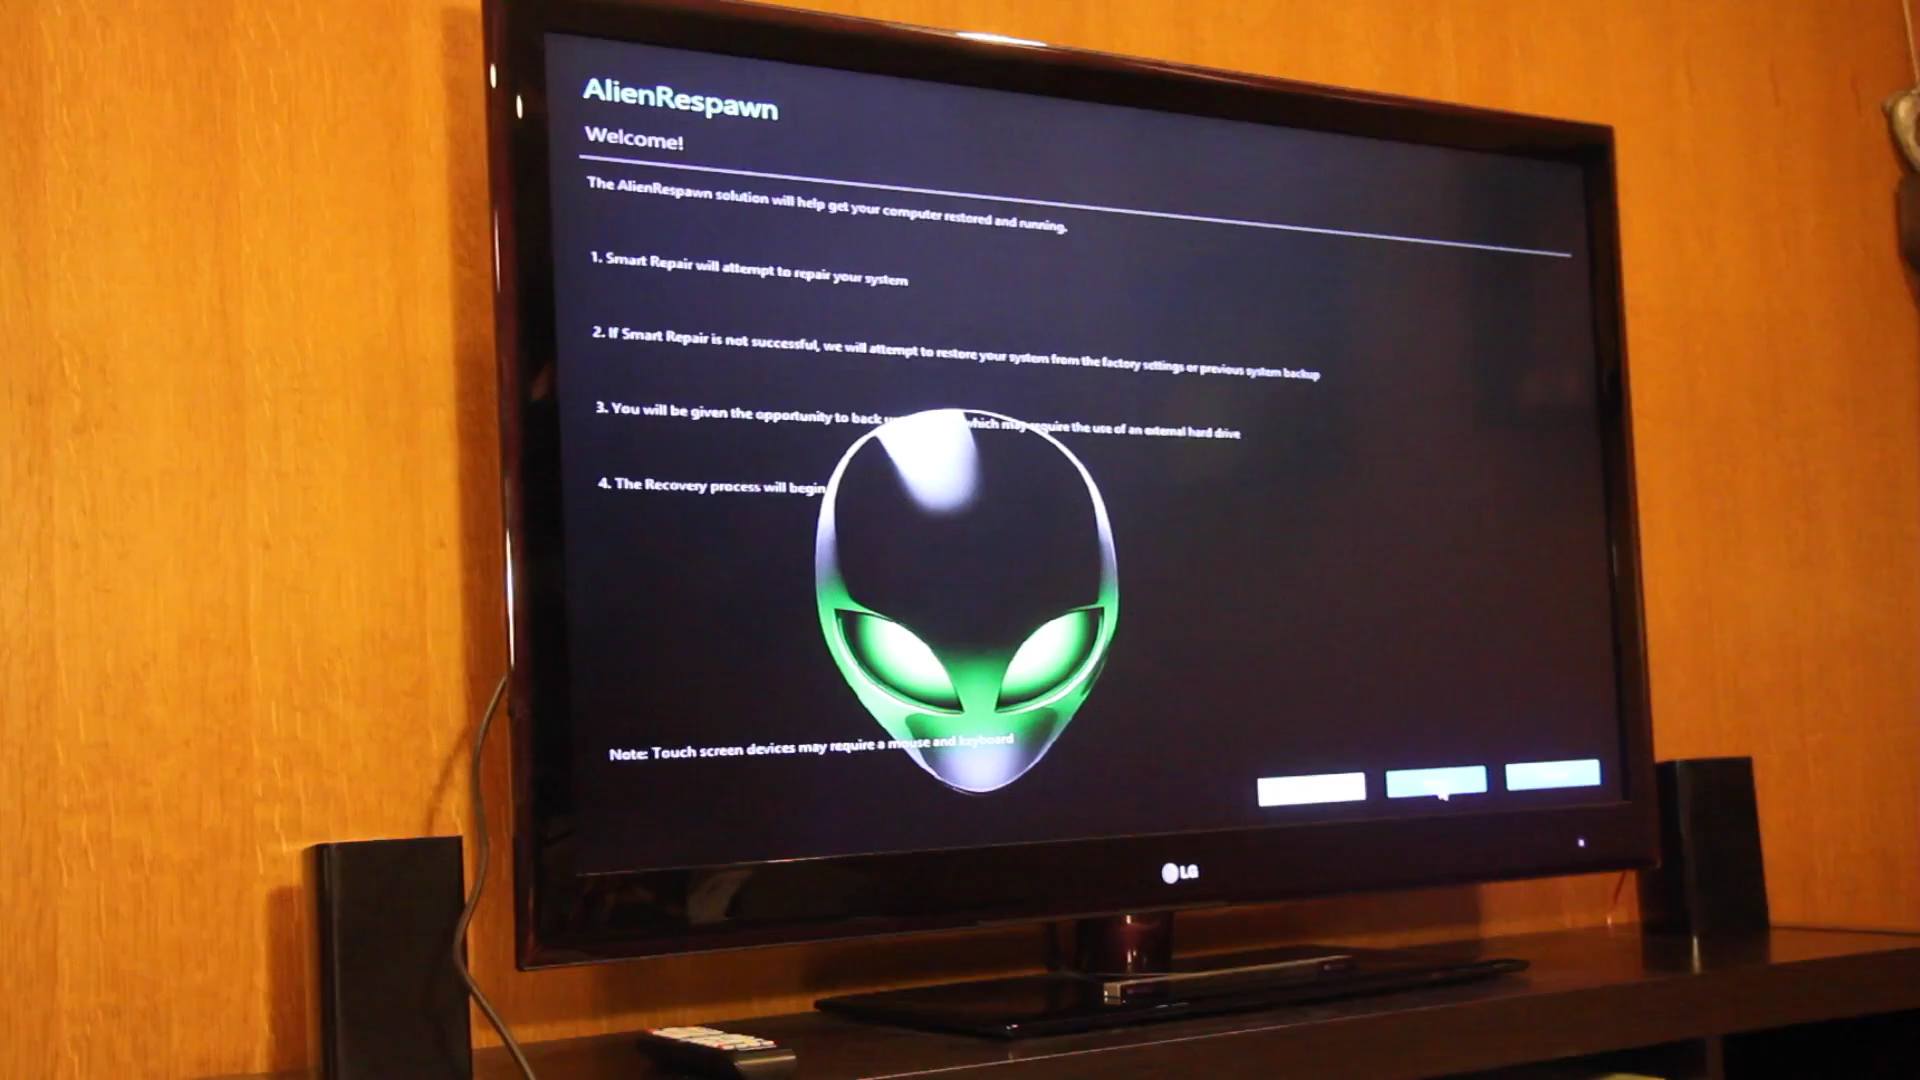 AlienRespawn
Welcome!
The AlienRespawn solution will help get your computer restored and running.
1. Smart Repair will attempt to repair your system
2. If Smart Repair is not successful, we will attempt to restore your system from the factory settings or previous system backup
3. You will be given the opportunity to back which may require the use of an external hard drive
4. The Recovery process will begin
Note: Touch screen devices may require a mouse and keyboard
LG